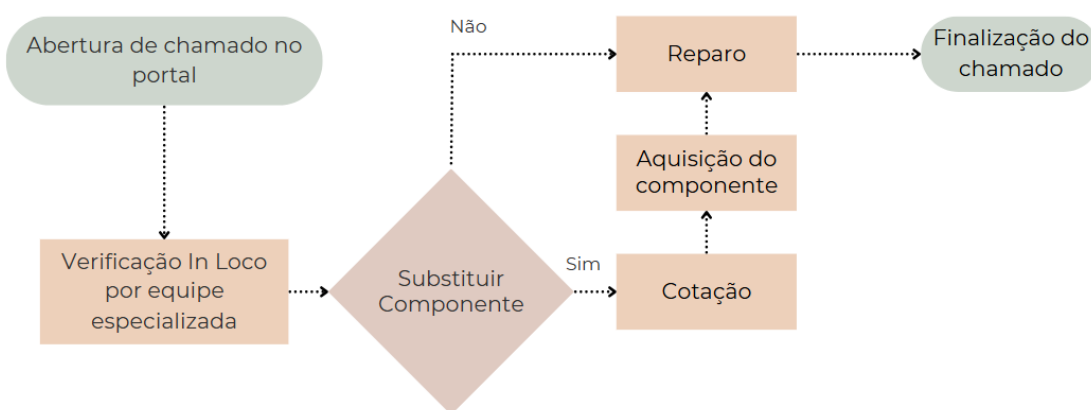 Abertura de chamado no
portal
Verificação In Loco
por equipe
especializada
Substituir
Componente
Não
Sim
Cotação
Aquisição do
componente
Reparo
Finalização do
chamado